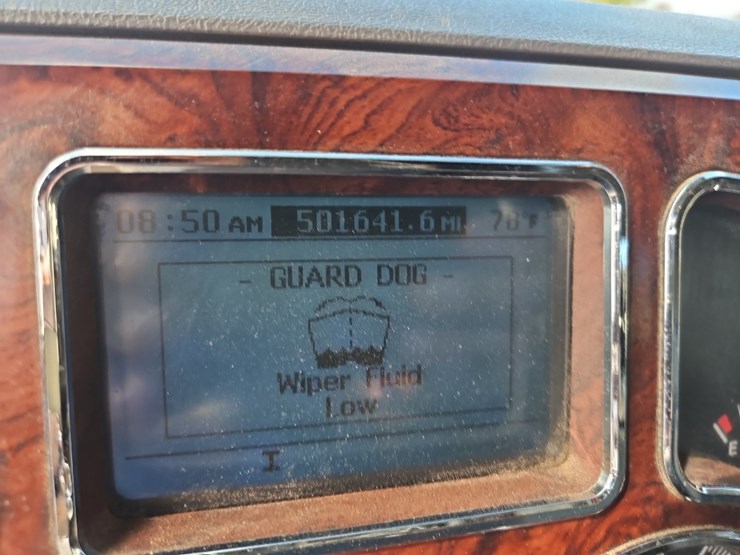 08:50 AM 501641.6 MI 78°F
- GUARD DOG -
Wiper Fluid
Low
I
E